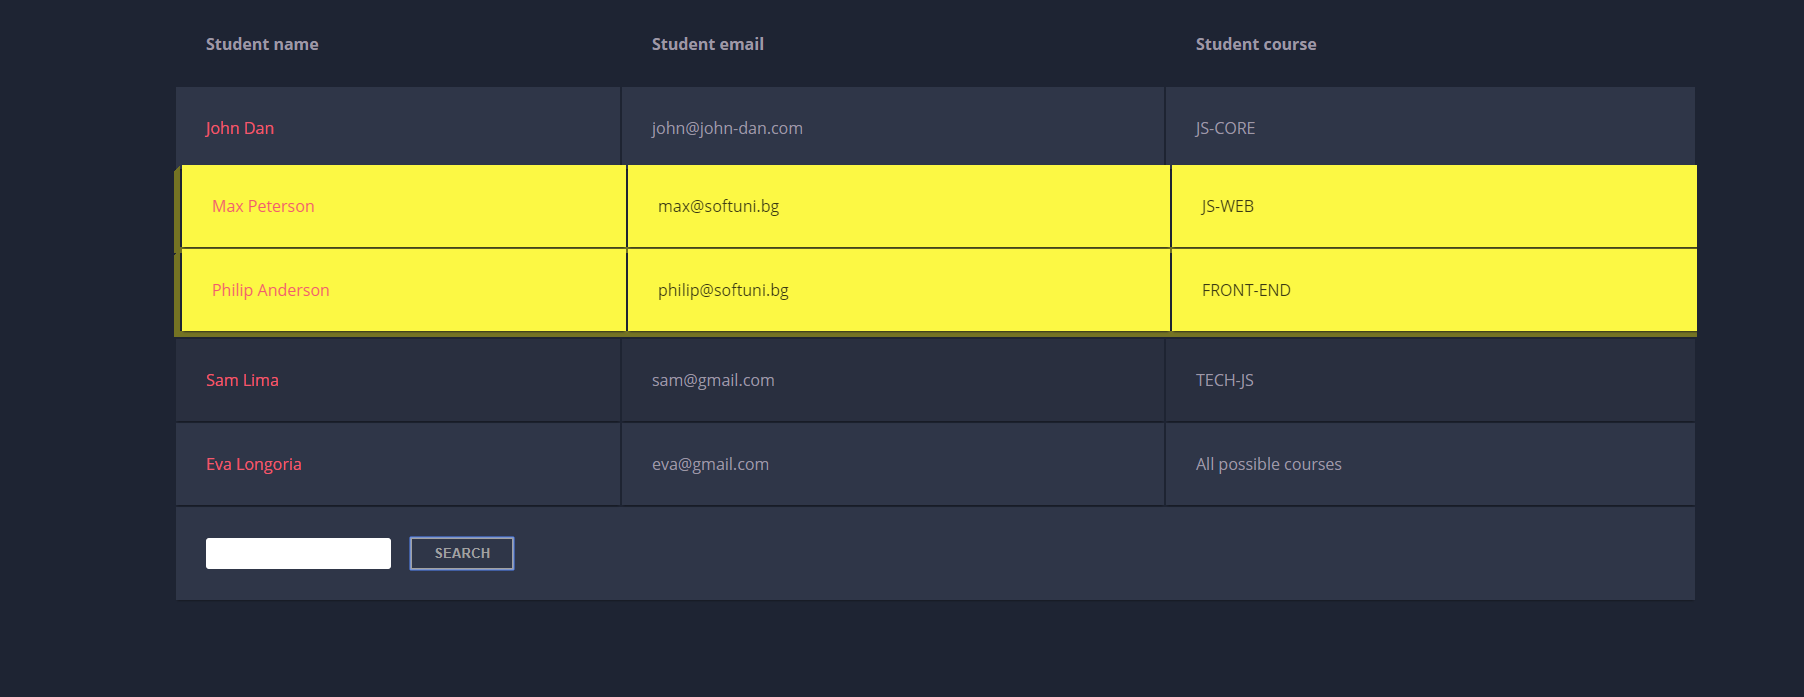 Student name Student email Student course
John Dan john@john-dan.com JS-CORE
Max Peterson max@softuni.bg JS-WEB
Philip Anderson philip@softuni.bg FRONT-END
Sam Lima sam@gmail.com TECH-JS
Eva Longoria eva@gmail.com All possible courses
SEARCH